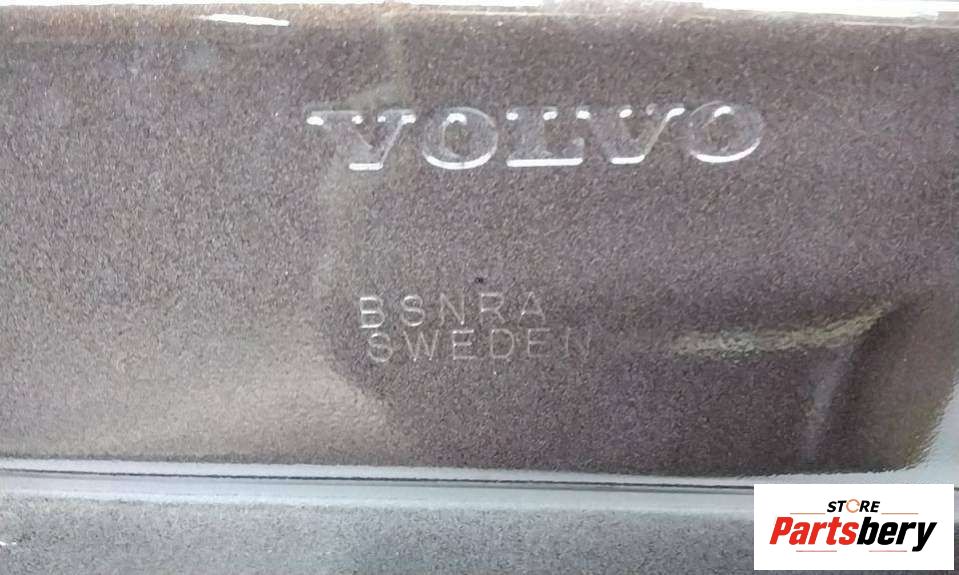 VOLVO
BSNRA
SWEDEN
STORE
Partsbery